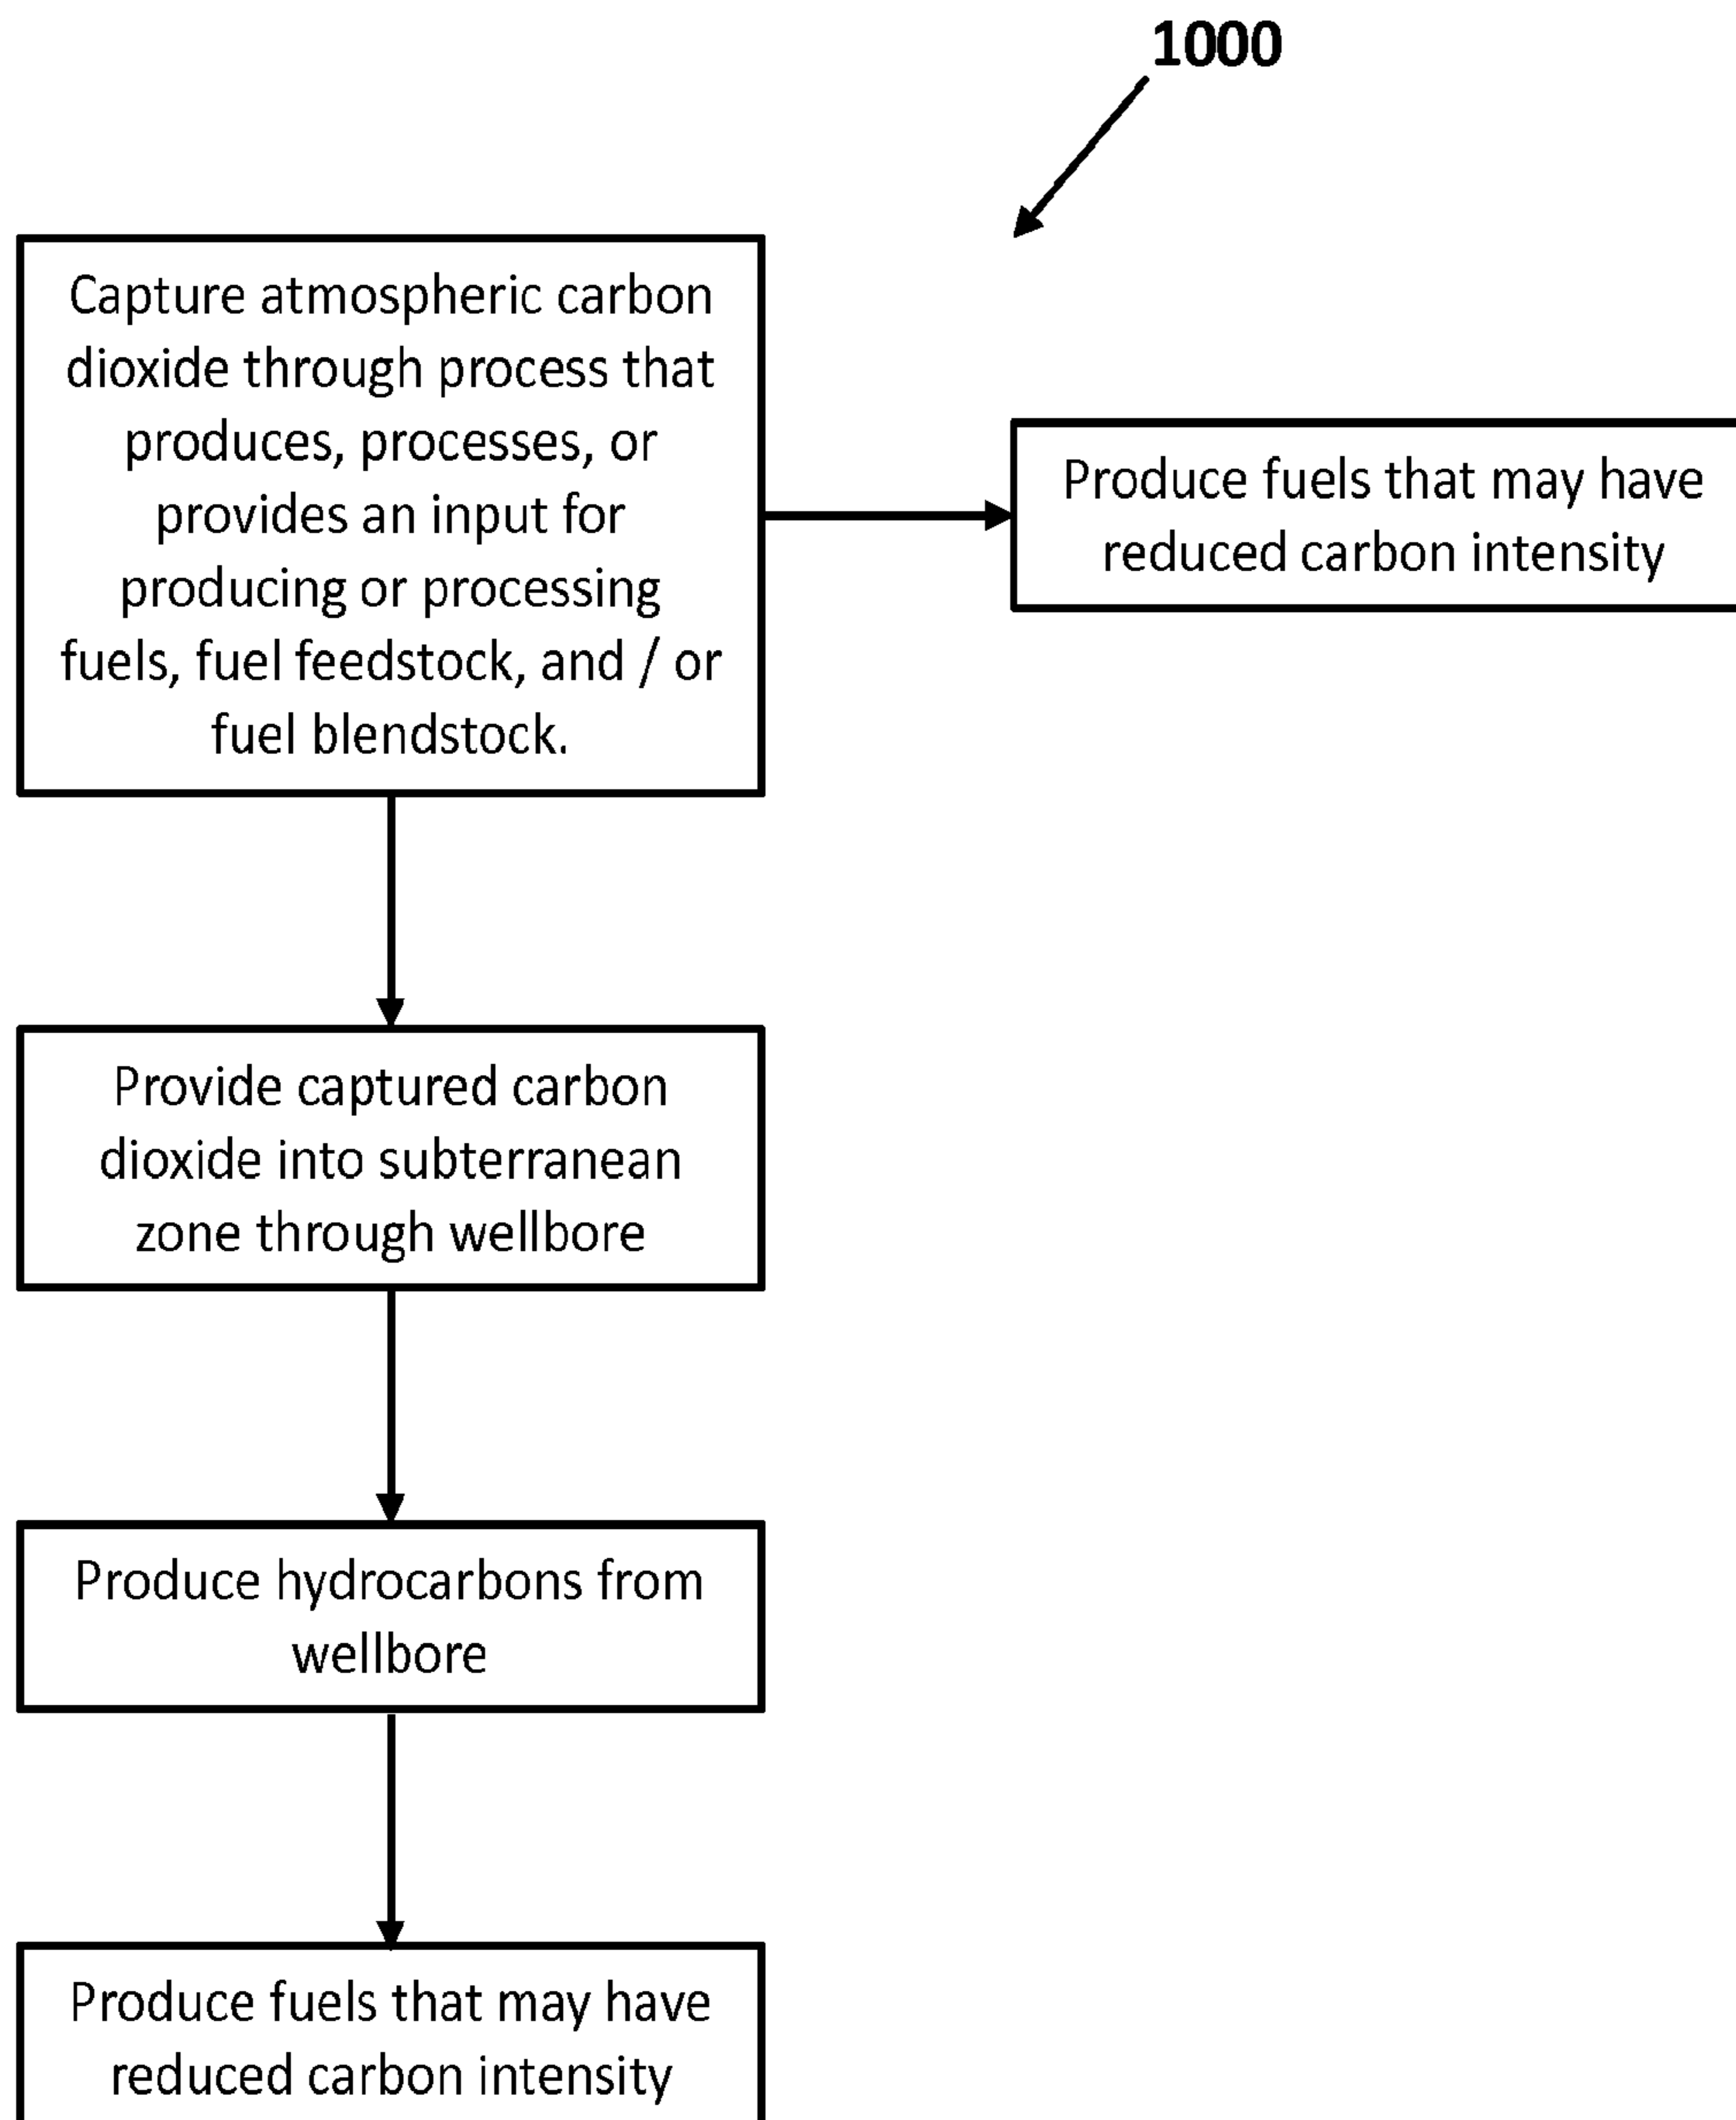 1000
Capture atmospheric carbon
dioxide through process that
produces, processes, or
provides an input for
producing or processing
fuels, fuel feedstock, and / or
fuel blendstock.
Produce fuels that may have
reduced carbon intensity
Provide captured carbon
dioxide into subterranean
zone through wellbore
Produce hydrocarbons from
wellbore
Produce fuels that may have
reduced carbon intensity